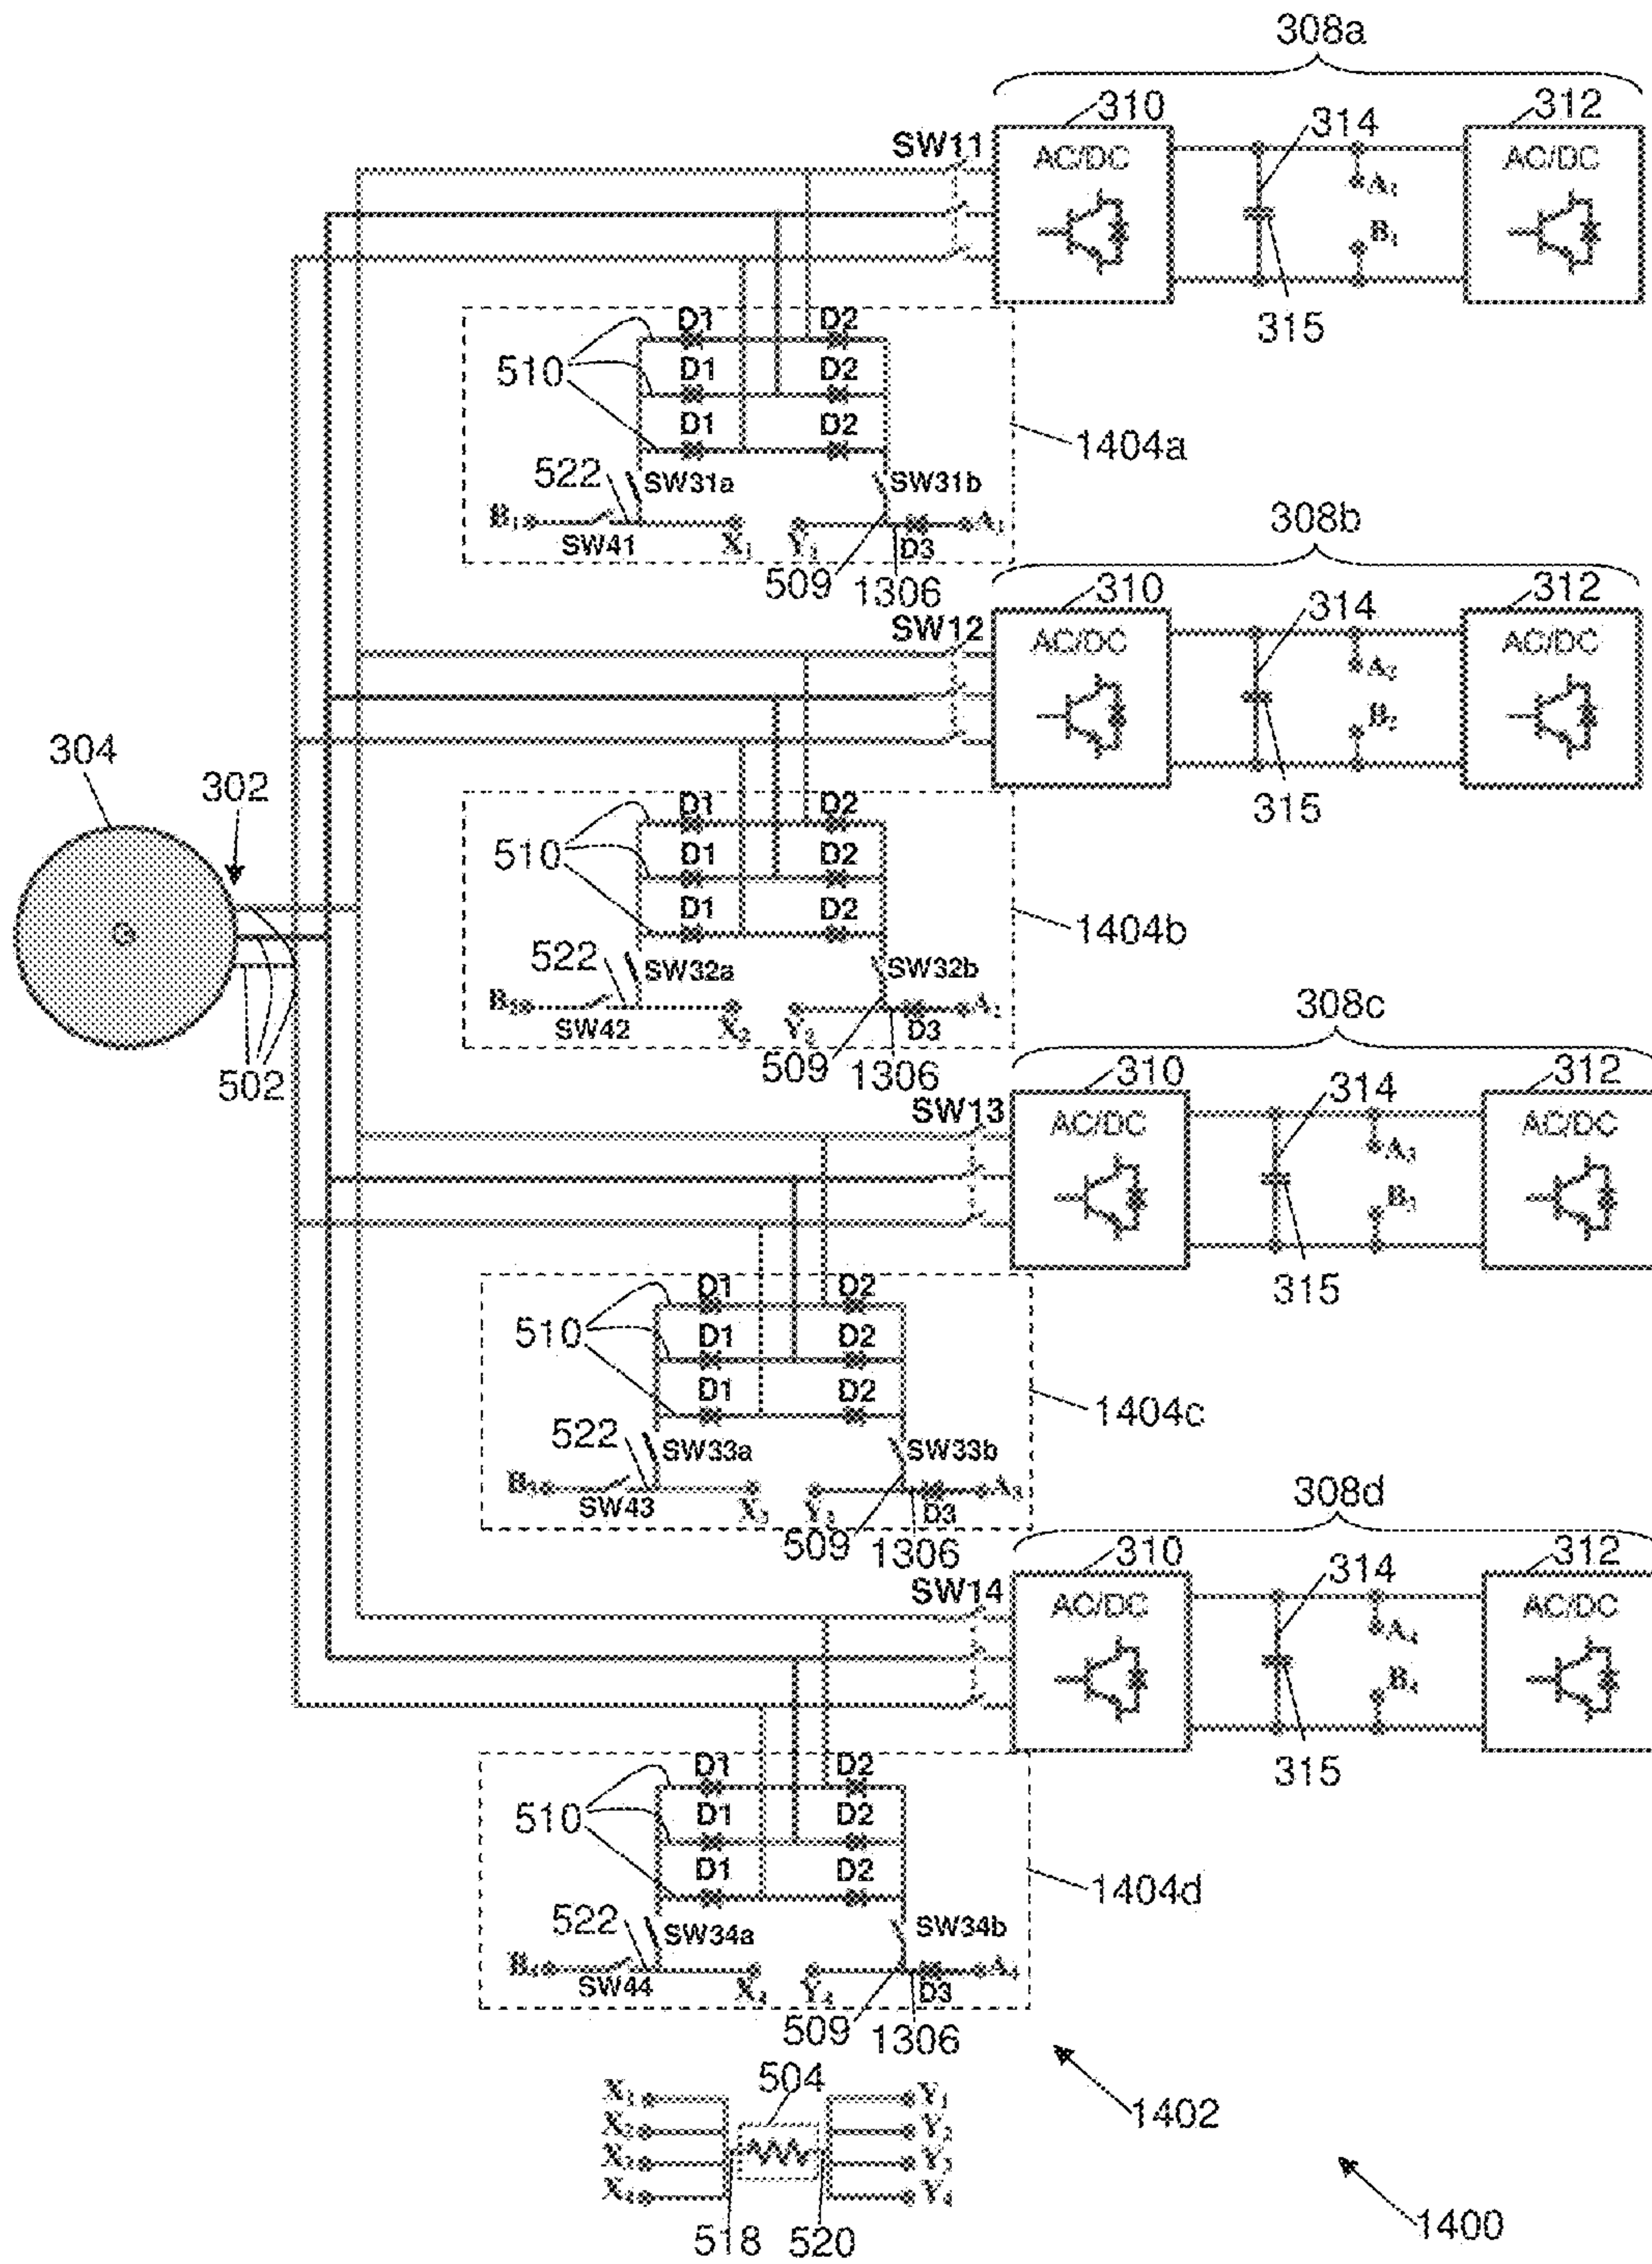 308a
310
314
312
SW11
AC/DC
AC/DC
A₁
B₁
315
D1
D2
510
D1
D2
D1
D2
1404a
522
SW31a
SW31b
B₁
SW41
X₁
Y₁
D3
A₁
509
1306
308b
310
314
312
SW12
AC/DC
AC/DC
A₂
B₂
315
304
302
D1
D2
510
D1
D2
D1
D2
1404b
522
SW32a
SW32b
B₂
SW42
X₂
Y₂
D3
A₂
509
1306
502
308c
310
314
312
SW13
AC/DC
AC/DC
A₃
B₃
315
D1
D2
510
D1
D2
D1
D2
1404c
522
SW33a
SW33b
B₃
SW43
X₃
Y₃
D3
A₃
509
1306
308d
310
314
312
SW14
AC/DC
AC/DC
A₄
B₄
315
D1
D2
510
D1
D2
D1
D2
1404d
522
SW34a
SW34b
B₄
SW44
X₄
Y₄
D3
A₄
509
1306
504
X₁
Y₁
X₂
Y₂
X₃
Y₃
X₄
Y₄
518
520
1402
1400